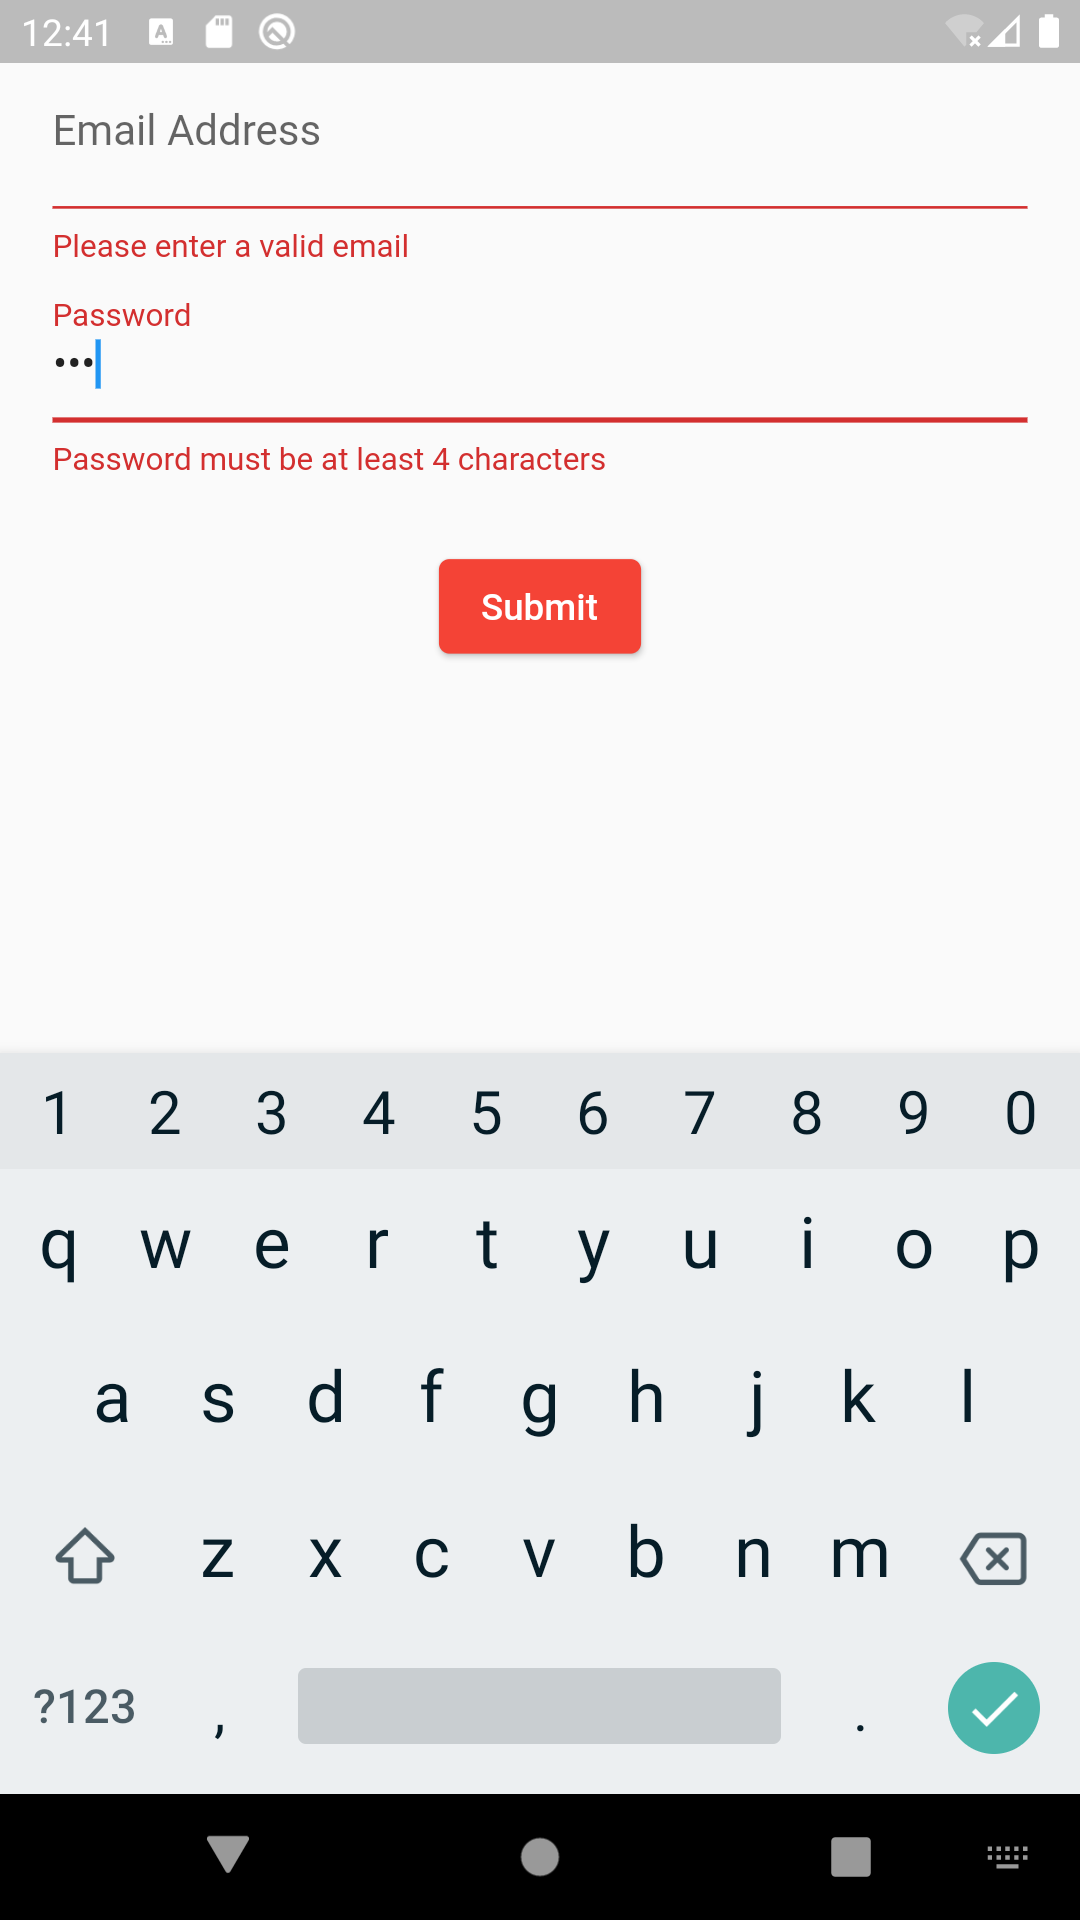 12:41
Email Address
Please enter a valid email
Password
•••
Password must be at least 4 characters
Submit
1 2 3 4 5 6 7 8 9 0
q w e r t y u i o p
a s d f g h j k l
z x c v b n m
?123 , .